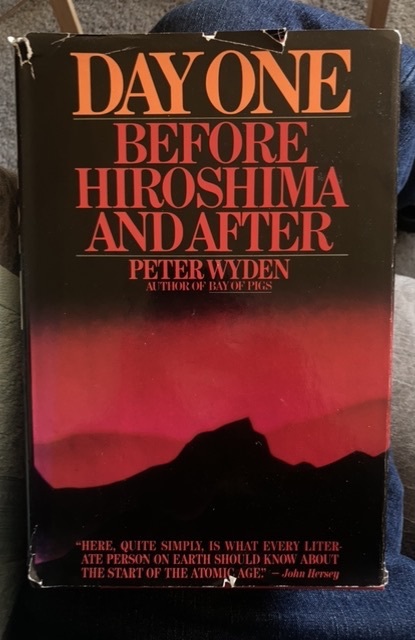 DAY ONE
BEFORE
HIROSHIMA
AND AFTER
PETER WYDEN
AUTHOR OF BAY OF PIGS
“HERE, QUITE SIMPLY, IS WHAT EVERY LITER-
ATE PERSON ON EARTH SHOULD KNOW ABOUT
THE START OF THE ATOMIC AGE.” — John Hersey